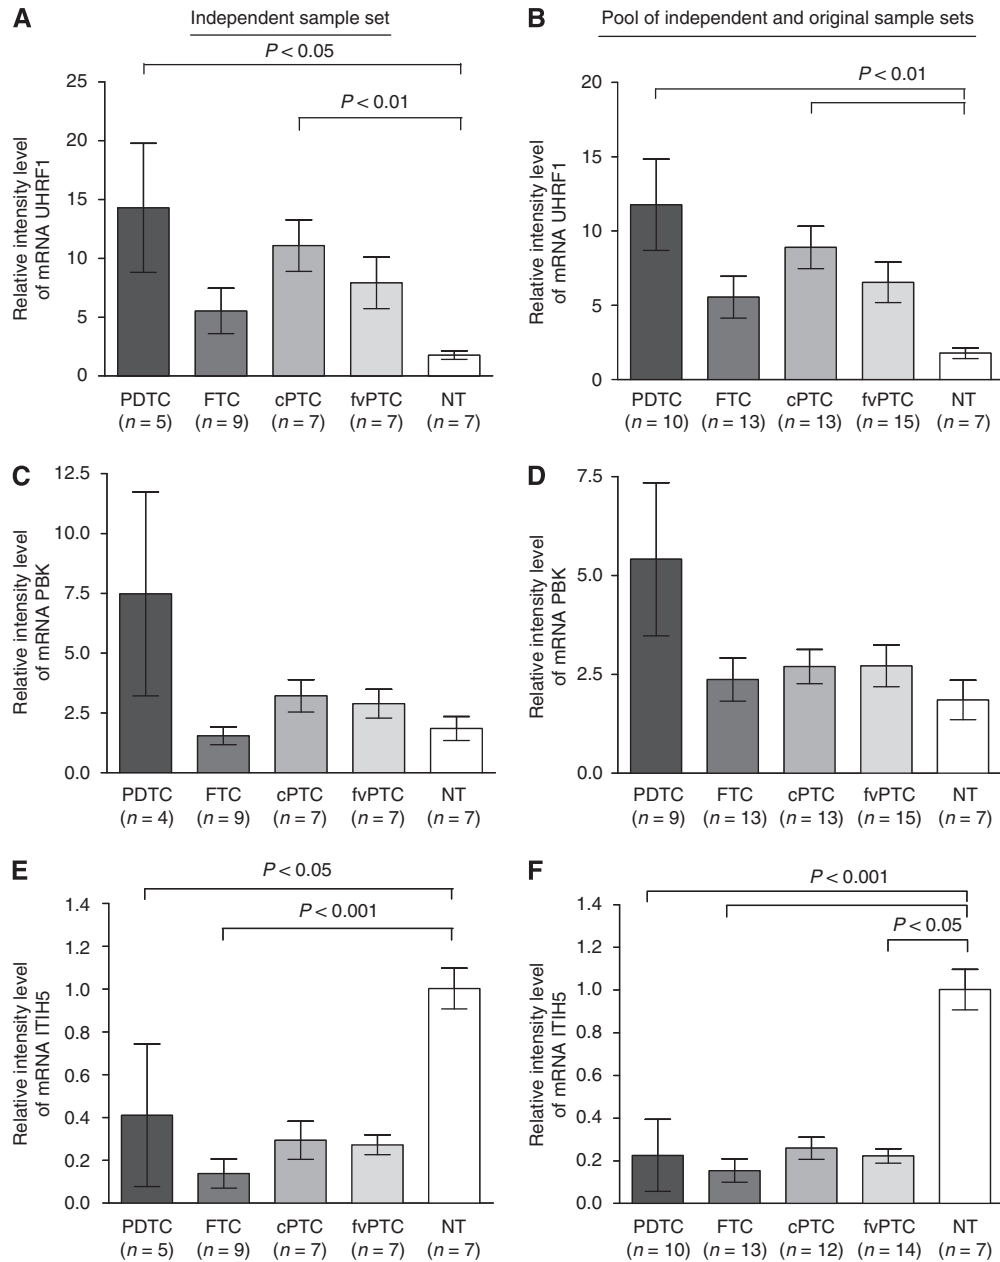 A
Independent sample set
P < 0.05
P < 0.01
Relative intensity level
of mRNA UHRF1
25
20
15
10
5
0
PDTC FTC cPTC fvPTC NT
(n = 5) (n = 9) (n = 7) (n = 7) (n = 7)
B
Pool of independent and original sample sets
P < 0.01
Relative intensity level
of mRNA UHRF1
20
15
10
5
0
PDTC FTC cPTC fvPTC NT
(n = 10) (n = 13) (n = 13) (n = 15) (n = 7)
C
Relative intensity level
of mRNA PBK
12.5
10.0
7.5
5.0
2.5
0.0
PDTC FTC cPTC fvPTC NT
(n = 4) (n = 9) (n = 7) (n = 7) (n = 7)
D
Relative intensity level
of mRNA PBK
7.5
5.0
2.5
0.0
PDTC FTC cPTC fvPTC NT
(n = 9) (n = 13) (n = 13) (n = 15) (n = 7)
E
P < 0.05
P < 0.001
Relative intensity level
of mRNA ITIH5
1.4
1.2
1.0
0.8
0.6
0.4
0.2
0.0
PDTC FTC cPTC fvPTC NT
(n = 5) (n = 9) (n = 7) (n = 7) (n = 7)
F
P < 0.001
P < 0.05
Relative intensity level
of mRNA ITIH5
1.4
1.2
1.0
0.8
0.6
0.4
0.2
0.0
PDTC FTC cPTC fvPTC NT
(n = 10) (n = 13) (n = 12) (n = 14) (n = 7)